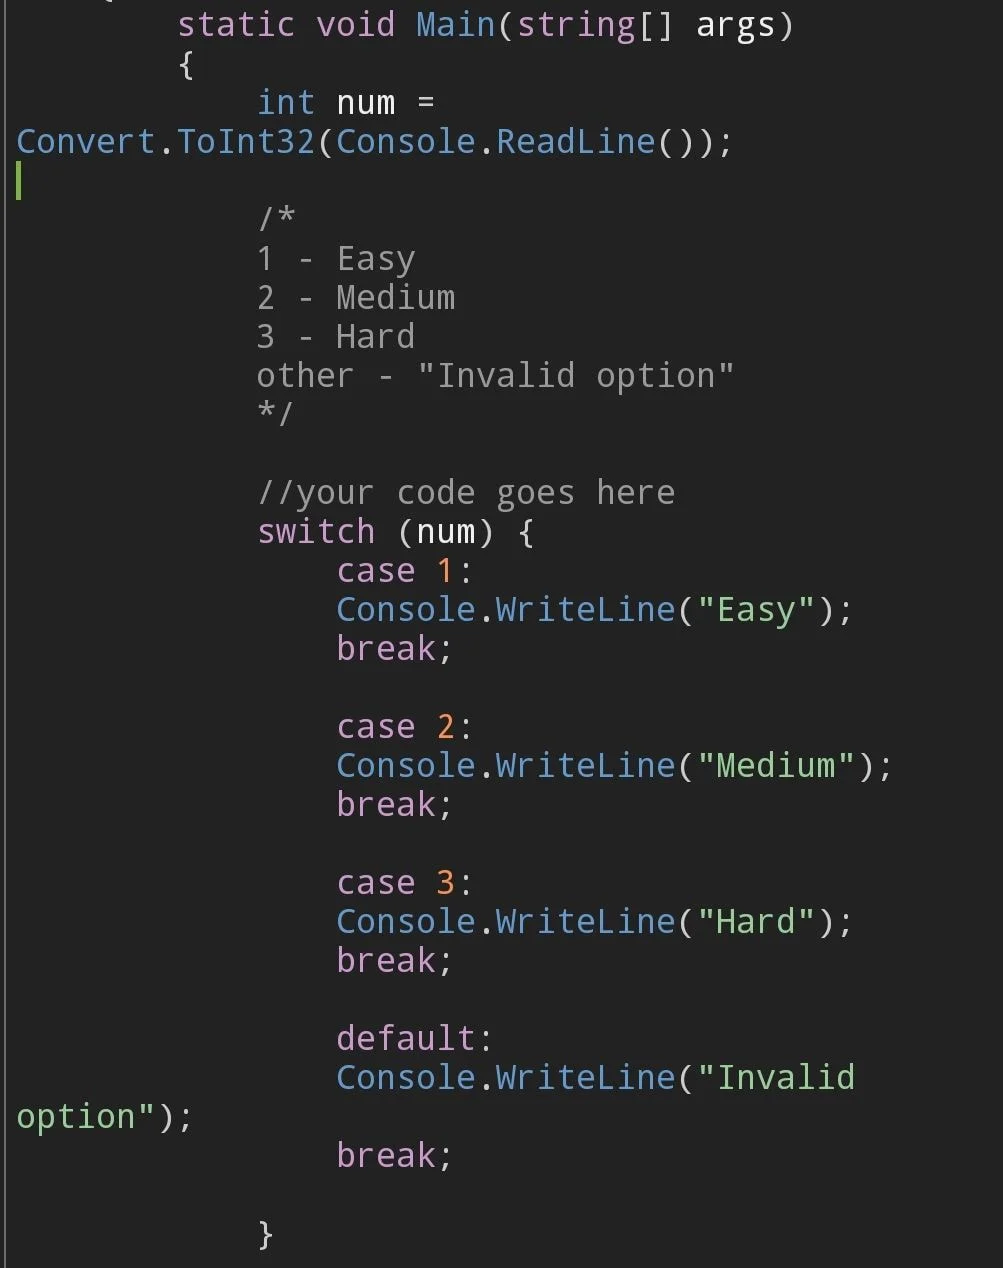 static void Main(string[] args)
{
int num =
Convert.ToInt32(Console.ReadLine());
/*
1 - Easy
2 - Medium
3 - Hard
other - "Invalid option"
*/
//your code goes here
switch (num) {
case 1:
Console.WriteLine("Easy");
break;
case 2:
Console.WriteLine("Medium");
break;
case 3:
Console.WriteLine("Hard");
break;
default:
Console.WriteLine("Invalid
option");
break;
}